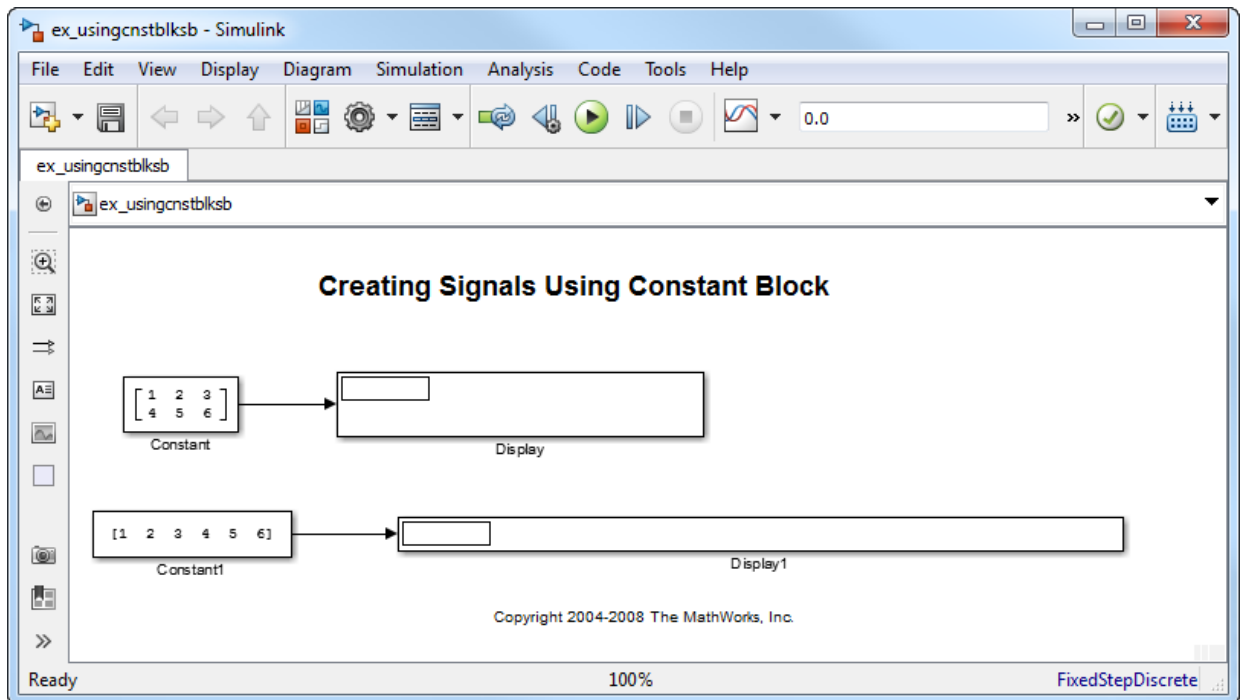 ex_usingcnstblksb - Simulink
File Edit View Display Diagram Simulation Analysis Code Tools Help
0.0 »
ex_usingcnstblksb
ex_usingcnstblksb
Creating Signals Using Constant Block
1 2 3
4 5 6
Constant
Display
[1 2 3 4 5 6]
Constant1
Display1
Copyright 2004-2008 The MathWorks, Inc.
Ready 100% FixedStepDiscrete